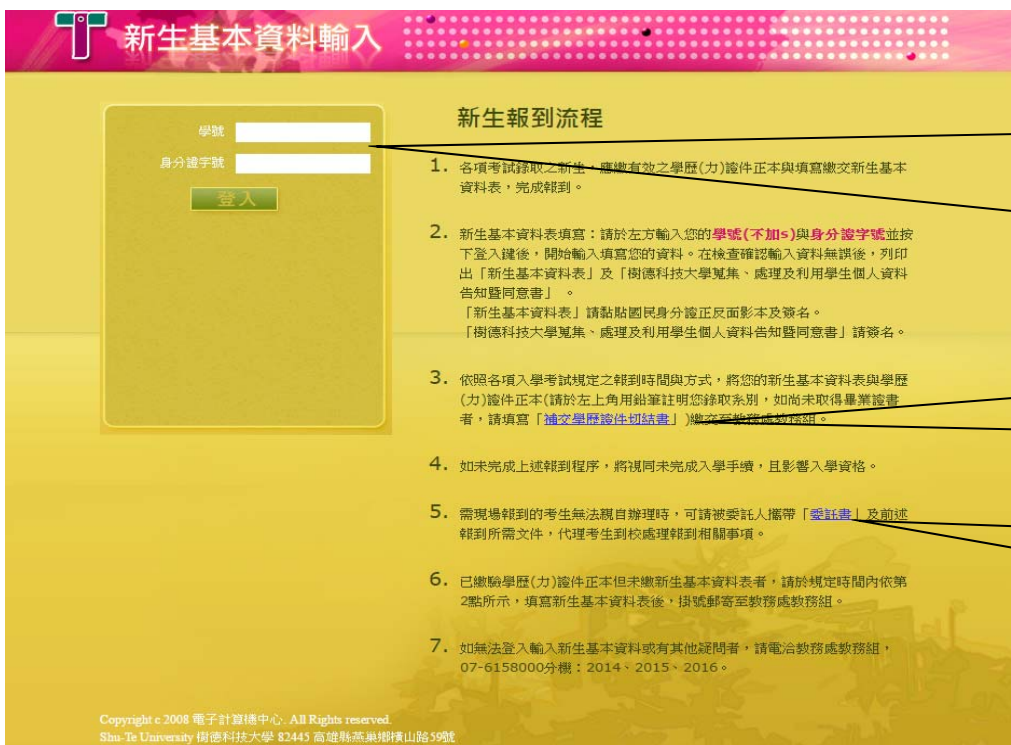 新生基本資料輸入
學號
身分證字號
登入
新生報到流程
1. 各項考試錄取之新生,應繳有效之學歷(力)證件正本與填寫繳交新生基本
資料表,完成報到。
2. 新生基本資料表填寫:請於左方輸入您的學號(不加s)與身分證字號並按
下登入鍵後,開始輸入填寫您的資料。在檢查確認輸入資料無誤後,列印
出「新生基本資料表」及「樹德科技大學蒐集、處理及利用學生個人資料
告知暨同意書」 。
「新生基本資料表」請黏貼國民身分證正反面影本及簽名。
「樹德科技大學蒐集、處理及利用學生個人資料告知暨同意書」請簽名。
3. 依照各項入學考試規定之報到時間與方式,將您的新生基本資料表與學歷
(力)證件正本(請於左上角用鉛筆註明您錄取系別,如尚未取得畢業證書
者,請填寫「補交學歷證件切結書」)繳交至教務處教務組。
4. 如未完成上述報到程序,將視同未完成入學手續,且影響入學資格。
5. 需現場報到的考生無法親自辦理時,可請被委託人攜帶「委託書」及前述
報到所需文件,代理考生到校處理報到相關事項。
6. 已繳驗學歷(力)證件正本但未繳新生基本資料表者,請於規定時間內依第
2點所示,填寫新生基本資料表後,掛號郵寄至教務處教務組。
7. 如無法登入輸入新生基本資料或有其他疑問者,請電洽教務處教務組,
07-6158000分機:2014、2015、2016。
Copyright c 2008 電子計算機中心. All Rights reserved.
Shu-Te University 樹德科技大學 82445 高雄縣燕巢鄉橫山路59號